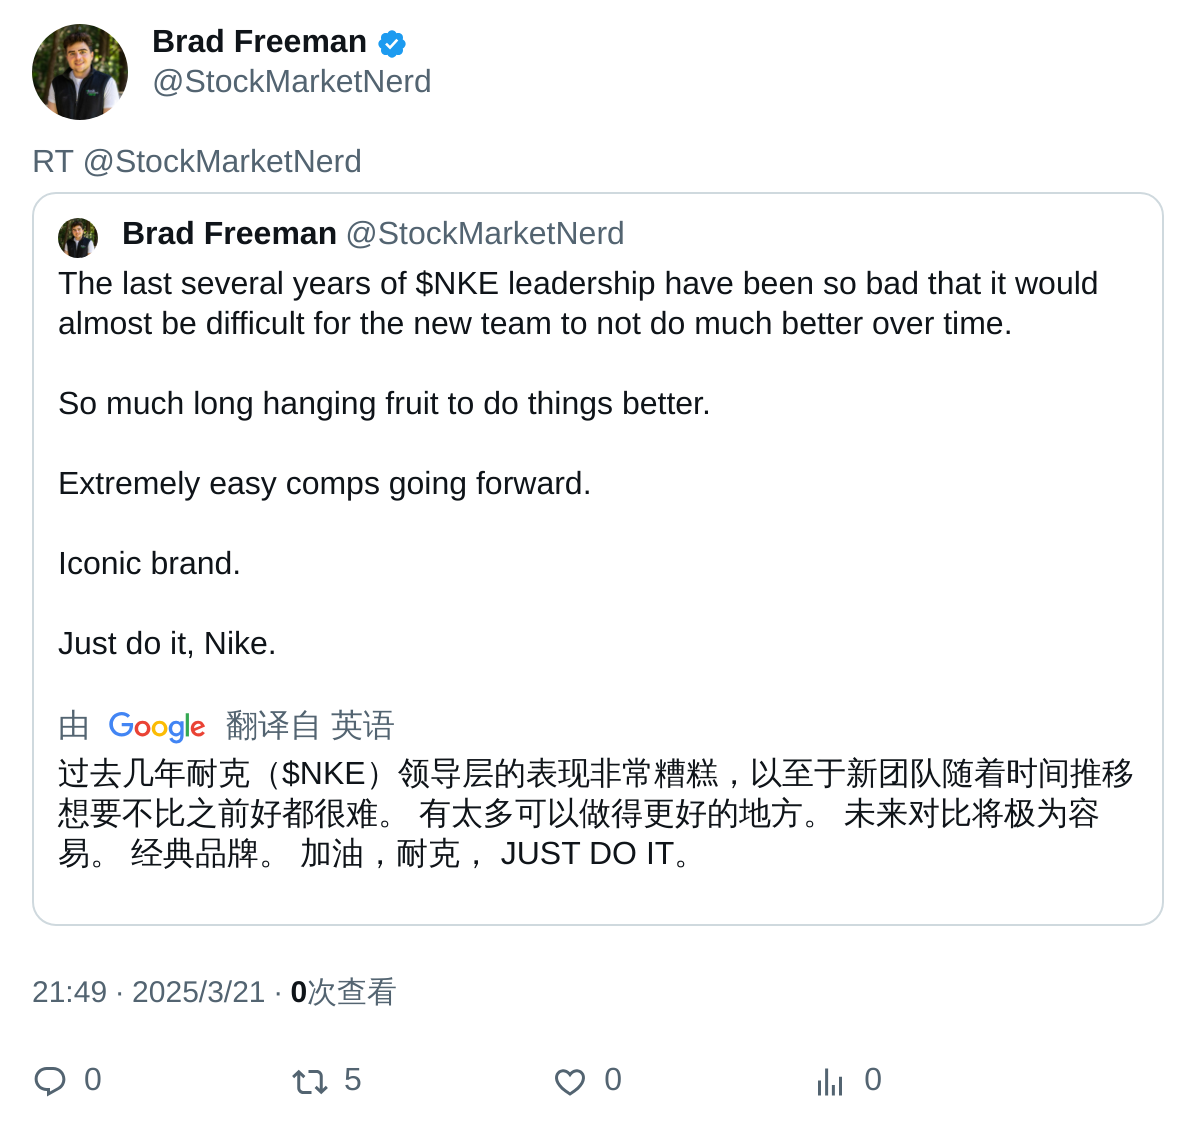 Brad Freeman
@StockMarketNerd
RT @StockMarketNerd
Brad Freeman @StockMarketNerd
The last several years of $NKE leadership have been so bad that it would
almost be difficult for the new team to not do much better over time.
So much long hanging fruit to do things better.
Extremely easy comps going forward.
Iconic brand.
Just do it, Nike.
由 Google 翻译自 英语
过去几年耐克（$NKE）领导层的表现非常糟糕，以至于新团队随着时间推移
想要不比之前好都很难。 有太多可以做得更好的地方。 未来对比将极为容
易。 经典品牌。 加油，耐克， JUST DO IT。
21:49 · 2025/3/21 · 0次查看
0 5 0 0